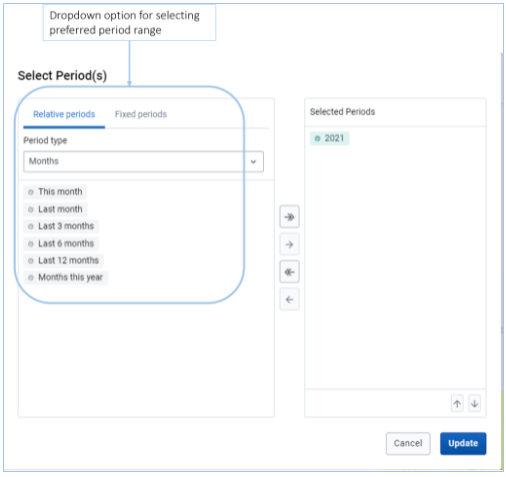 Dropdown option for selecting
preferred period range
Select Period(s)
Relative periods
Fixed periods
Period type
Months
This month
Last month
Last 3 months
Last 6 months
Last 12 months
Months this year
Selected Periods
2021
Cancel
Update